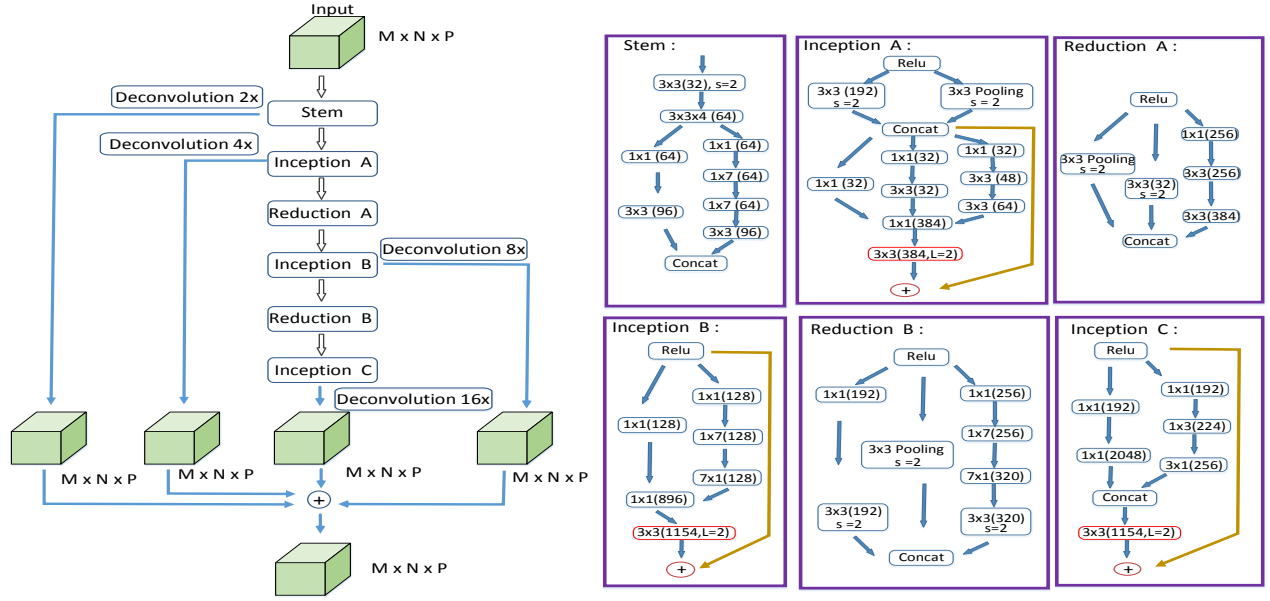 Input
M x N x P
Deconvolution 2x
Stem
Deconvolution 4x
Inception A
Reduction A
Deconvolution 8x
Inception B
Reduction B
Inception C
Deconvolution 16x
M x N x P
M x N x P
M x N x P
M x N x P
+
M x N x P
Stem :
3x3(32), s=2
3x3x4 (64)
1x1 (64)
1x1 (64)
1x7 (64)
1x7 (64)
3x3 (96)
3x3 (96)
Concat
Inception A :
Relu
3x3 (192)
s =2
3x3 Pooling
s = 2
Concat
1x1(32)
1x1 (32)
1x1 (32)
3x3 (48)
3x3(32)
3x3 (64)
1x1(384)
3x3(384,L=2)
+
Reduction A :
Relu
1x1(256)
3x3 Pooling
s=2
3x3(32)
s =2
3x3(256)
3x3(384)
Concat
Inception B :
Relu
1x1(128)
1x1(128)
1x7(128)
7x1(128)
1x1(896)
3x3(1154,L=2)
+
Reduction B :
Relu
1x1(192)
1x1(256)
1x7(256)
3x3 Pooling
s=2
7x1(320)
3x3(192)
s=2
3x3(320)
s=2
Concat
Inception C :
Relu
1x1(192)
1x1(192)
1x3(224)
1x1(2048)
3x1(256)
Concat
3x3(1154,L=2)
+